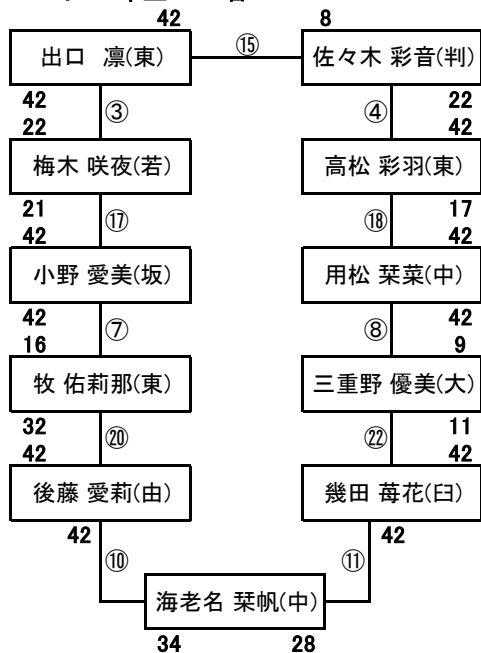 42 8
出口 凛(東) ⑮ 佐々木 彩音(判)
42 ③ ④ 22
22 42
梅木 咲夜(若) 高松 彩羽(東)
21 ⑰ ⑱ 17
42 42
小野 愛美(坂) 用松 栞菜(中)
42 ⑦ ⑧ 42
16 9
牧 佑莉那(東) 三重野 優美(大)
32 ⑳ ㉒ 11
42 42
後藤 愛莉(由) 幾田 苺花(臼)
42 ⑩ ⑪ 42
海老名 栞帆(中)
34 28